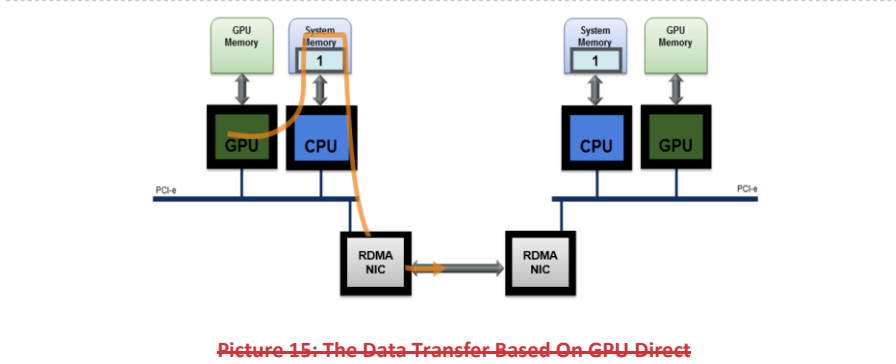 GPU
Memory
System
Memory
1
System
Memory
1
GPU
Memory
GPU
CPU
CPU
GPU
PCI-e
PCI-e
RDMA
NIC
RDMA
NIC
Picture 15: The Data Transfer Based On GPU Direct